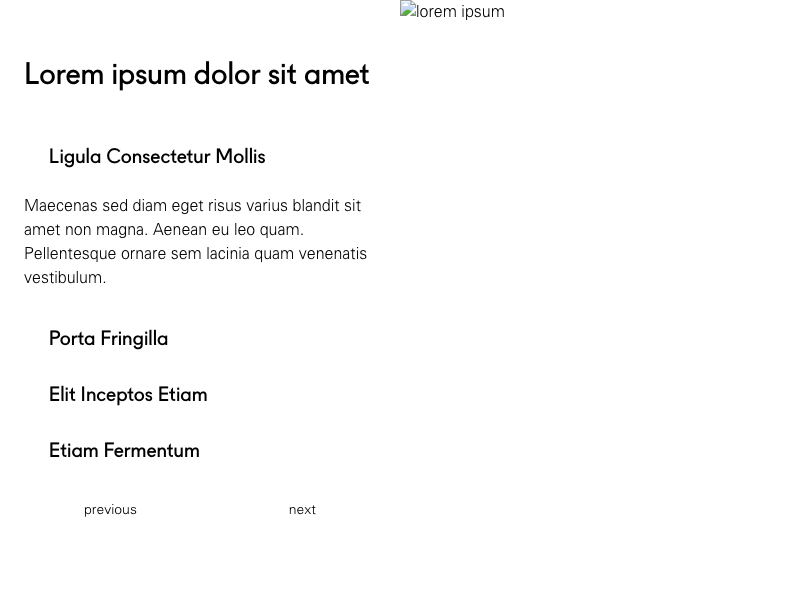 lorem ipsum
Lorem ipsum dolor sit amet
Ligula Consectetur Mollis
Maecenas sed diam eget risus varius blandit sit
amet non magna. Aenean eu leo quam.
Pellentesque ornare sem lacinia quam venenatis
vestibulum.
Porta Fringilla
Elit Inceptos Etiam
Etiam Fermentum
previous
next